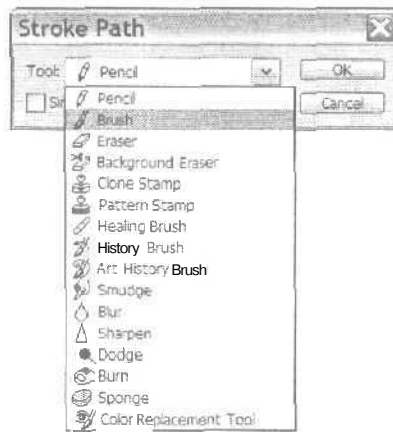 Stroke Path
Tool: Pencil OK
Pencil Cancel
Brush
Eraser
Background Eraser
Clone Stamp
Pattern Stamp
Healing Brush
History Brush
Art History Brush
Smudge
Blur
Sharpen
Dodge
Burn
Sponge
Color Replacement Tool